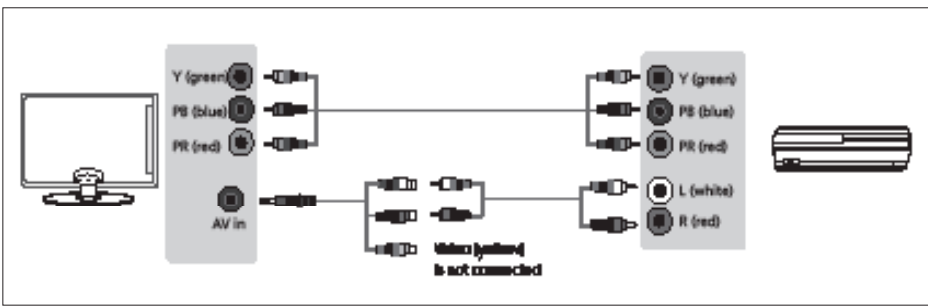 Y (green)
PB (blue)
PR (red)
AV in
Y (green)
PB (blue)
PR (red)
L (white)
R (red)
Video (yellow)
is not connected